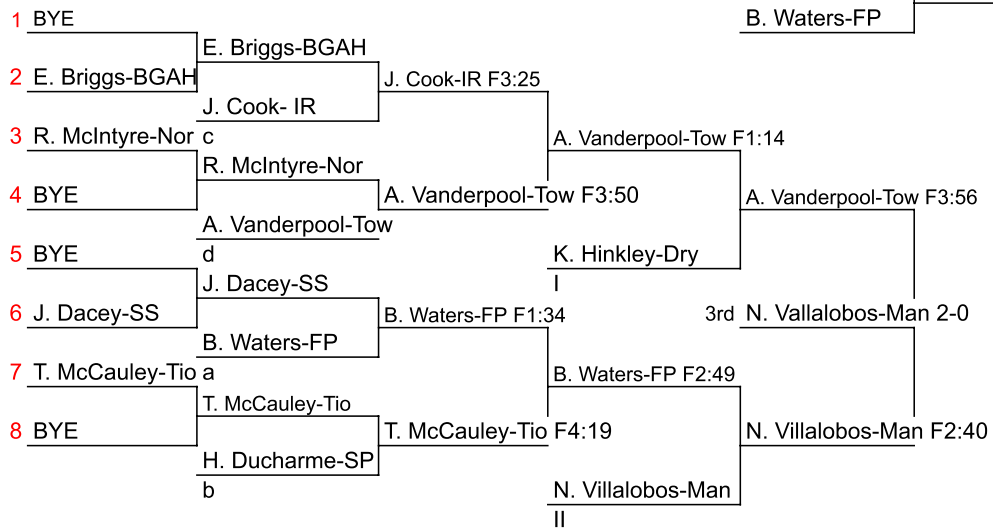 1 BYE
B. Waters-FP
E. Briggs-BGAH
2 E. Briggs-BGAH
J. Cook-IR F3:25
J. Cook- IR
3 R. McIntyre-Nor c
A. Vanderpool-Tow F1:14
R. McIntyre-Nor
4 BYE
A. Vanderpool-Tow F3:50
A. Vanderpool-Tow F3:56
A. Vanderpool-Tow
5 BYE
d
K. Hinkley-Dry
J. Dacey-SS
I
6 J. Dacey-SS
B. Waters-FP F1:34
3rd N. Vallalobos-Man 2-0
B. Waters-FP
7 T. McCauley-Tio a
B. Waters-FP F2:49
T. McCauley-Tio
8 BYE
T. McCauley-Tio F4:19
N. Villalobos-Man F2:40
H. Ducharme-SP
b
N. Villalobos-Man
II